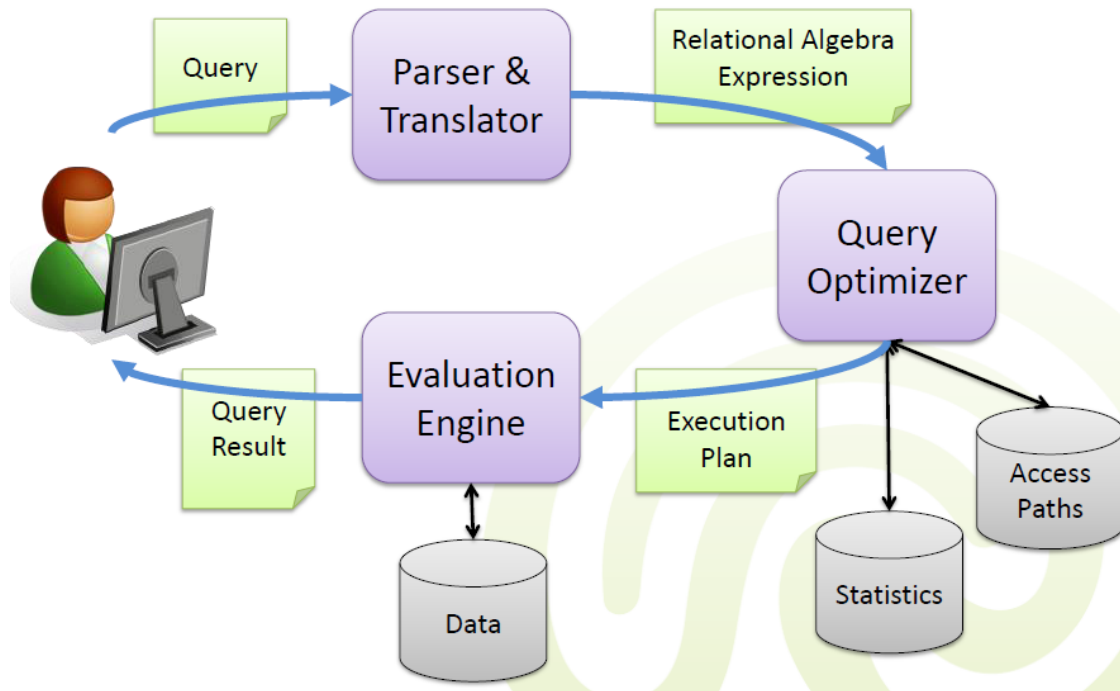 Query
Parser &
Translator
Relational Algebra
Expression
Query
Optimizer
Evaluation
Engine
Query
Result
Execution
Plan
Access
Paths
Statistics
Data